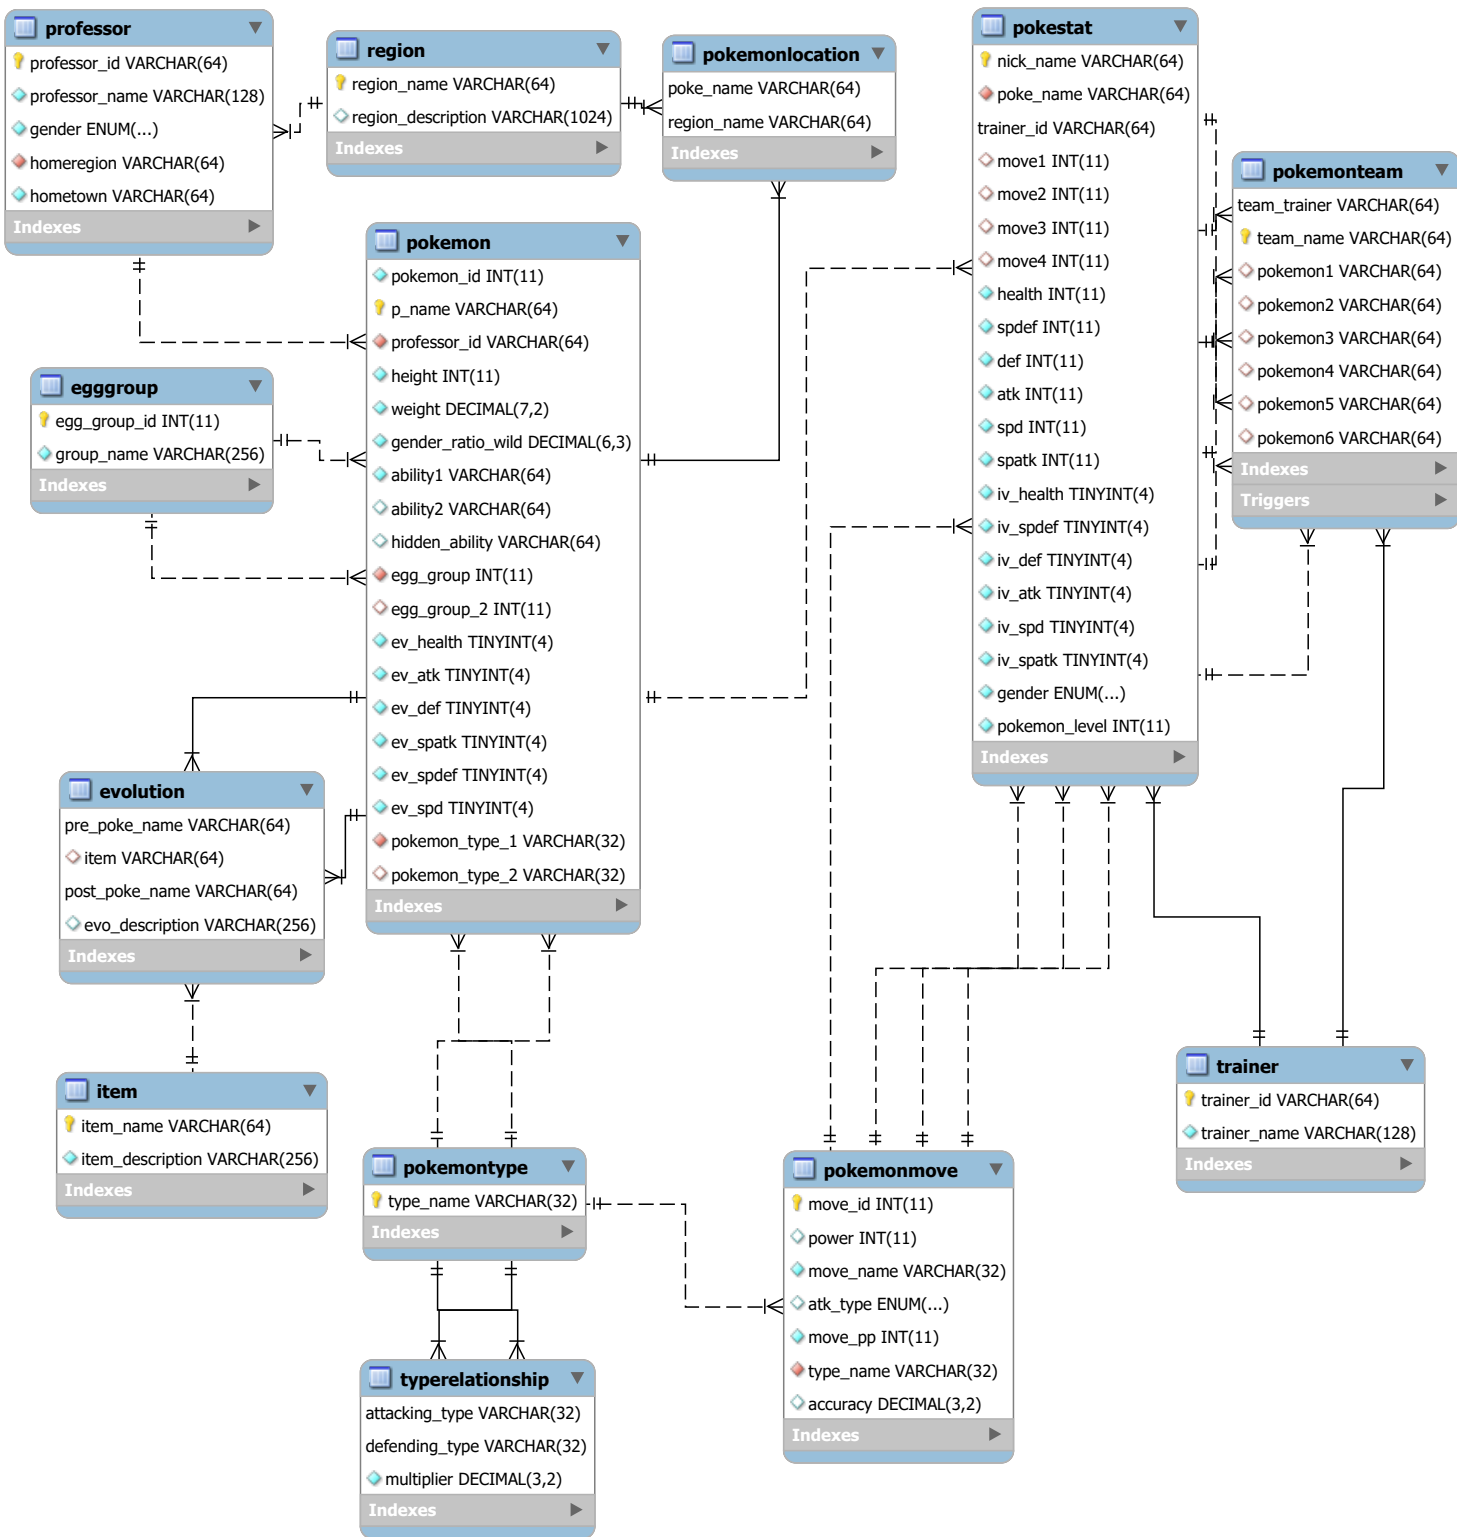 professor
professor_id VARCHAR(64)
professor_name VARCHAR(128)
gender ENUM(...)
homeregion VARCHAR(64)
hometown VARCHAR(64)
Indexes
region
region_name VARCHAR(64)
region_description VARCHAR(1024)
Indexes
pokemonlocation
poke_name VARCHAR(64)
region_name VARCHAR(64)
Indexes
pokestat
nick_name VARCHAR(64)
poke_name VARCHAR(64)
trainer_id VARCHAR(64)
move1 INT(11)
move2 INT(11)
move3 INT(11)
move4 INT(11)
health INT(11)
spdef INT(11)
def INT(11)
atk INT(11)
spd INT(11)
spatk INT(11)
iv_health TINYINT(4)
iv_spdef TINYINT(4)
iv_def TINYINT(4)
iv_atk TINYINT(4)
iv_spd TINYINT(4)
iv_spatk TINYINT(4)
gender ENUM(...)
pokemon_level INT(11)
Indexes
pokemonteam
team_trainer VARCHAR(64)
team_name VARCHAR(64)
pokemon1 VARCHAR(64)
pokemon2 VARCHAR(64)
pokemon3 VARCHAR(64)
pokemon4 VARCHAR(64)
pokemon5 VARCHAR(64)
pokemon6 VARCHAR(64)
Indexes
Triggers
pokemon
pokemon_id INT(11)
p_name VARCHAR(64)
professor_id VARCHAR(64)
height INT(11)
weight DECIMAL(7,2)
gender_ratio_wild DECIMAL(6,3)
ability1 VARCHAR(64)
ability2 VARCHAR(64)
hidden_ability VARCHAR(64)
egg_group INT(11)
egg_group_2 INT(11)
ev_health TINYINT(4)
ev_atk TINYINT(4)
ev_def TINYINT(4)
ev_spatk TINYINT(4)
ev_spdef TINYINT(4)
ev_spd TINYINT(4)
pokemon_type_1 VARCHAR(32)
pokemon_type_2 VARCHAR(32)
Indexes
egggroup
egg_group_id INT(11)
group_name VARCHAR(256)
Indexes
evolution
pre_poke_name VARCHAR(64)
item VARCHAR(64)
post_poke_name VARCHAR(64)
evo_description VARCHAR(256)
Indexes
item
item_name VARCHAR(64)
item_description VARCHAR(256)
Indexes
pokemontype
type_name VARCHAR(32)
Indexes
typerelationship
attacking_type VARCHAR(32)
defending_type VARCHAR(32)
multiplier DECIMAL(3,2)
Indexes
pokemonmove
move_id INT(11)
power INT(11)
move_name VARCHAR(32)
atk_type ENUM(...)
move_pp INT(11)
type_name VARCHAR(32)
accuracy DECIMAL(3,2)
Indexes
trainer
trainer_id VARCHAR(64)
trainer_name VARCHAR(128)
Indexes